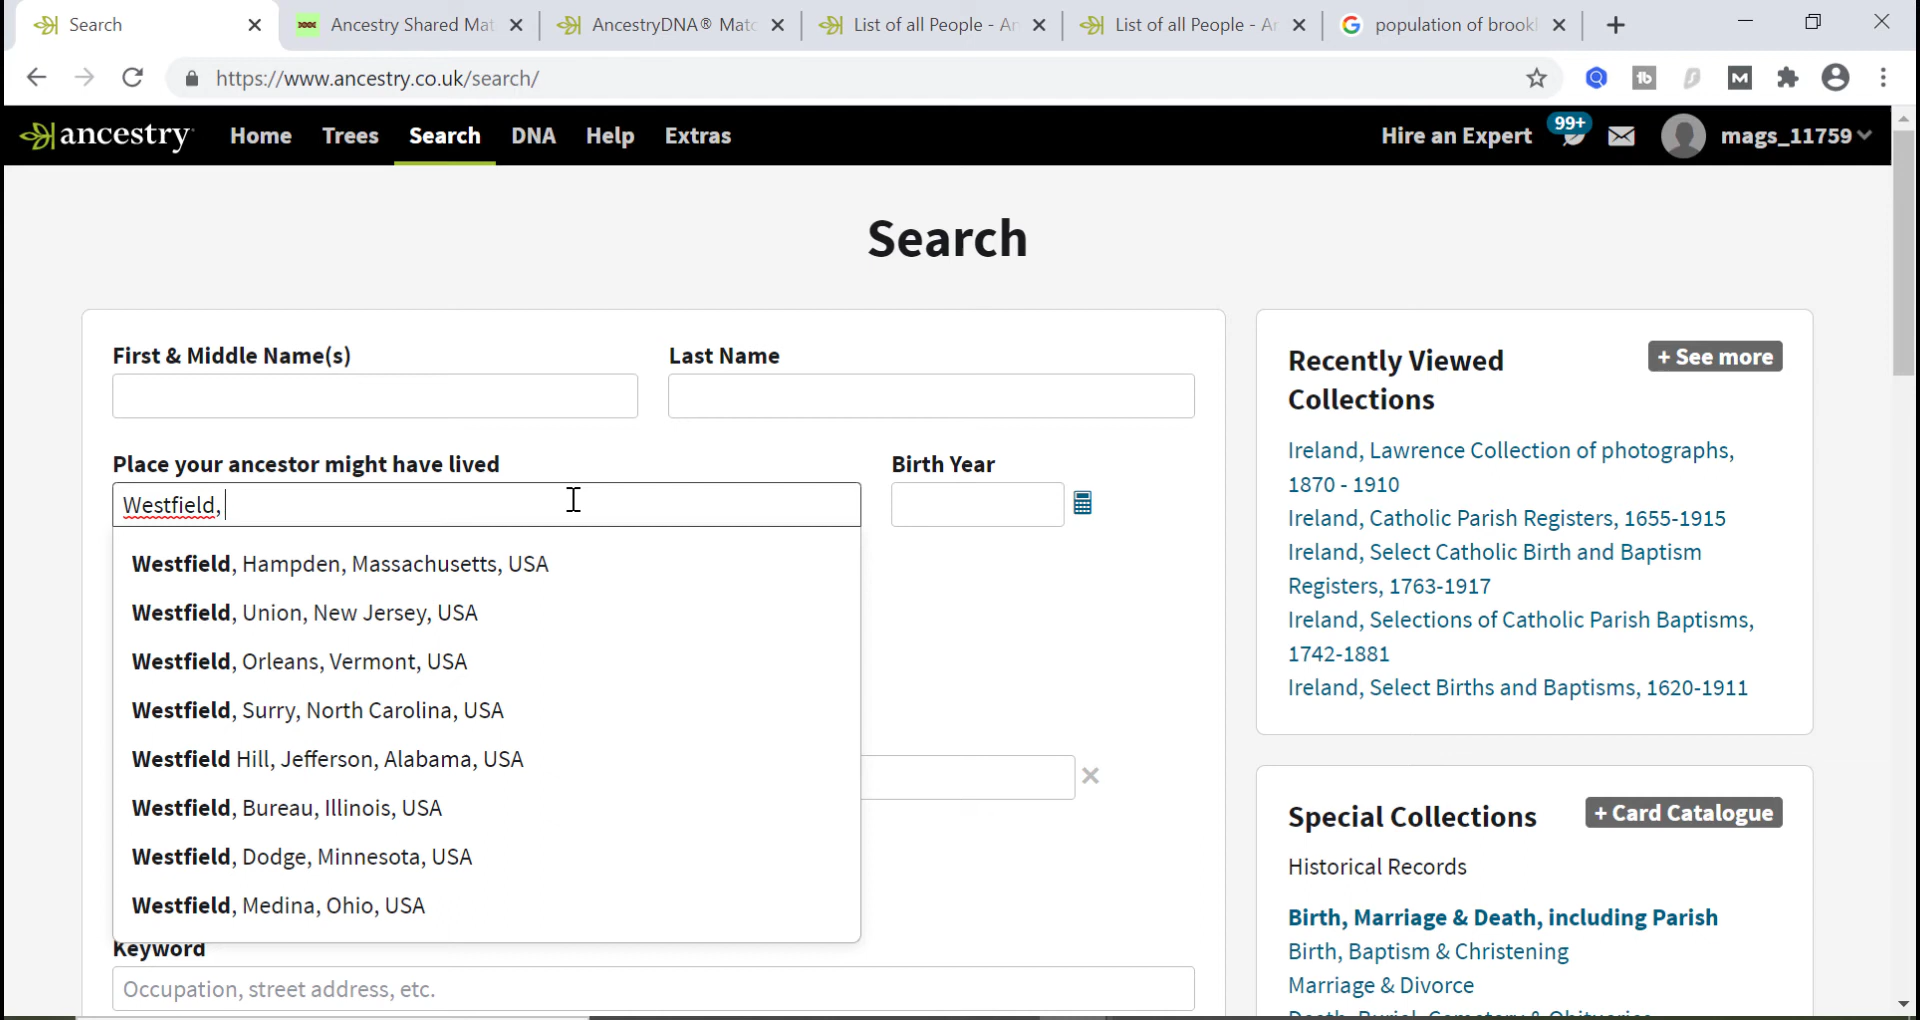 Search
Ancestry Shared Mat
AncestryDNA® Matc
List of all People - An
List of all People - An
population of brookl
https://www.ancestry.co.uk/search/
ancestry
Home
Trees
Search
DNA
Help
Extras
Hire an Expert
99+
mags_11759
Search
First & Middle Name(s)
Last Name
Place your ancestor might have lived
Birth Year
Westfield,
Westfield, Hampden, Massachusetts, USA
Westfield, Union, New Jersey, USA
Westfield, Orleans, Vermont, USA
Westfield, Surry, North Carolina, USA
Westfield Hill, Jefferson, Alabama, USA
Westfield, Bureau, Illinois, USA
Westfield, Dodge, Minnesota, USA
Westfield, Medina, Ohio, USA
Keyword
Occupation, street address, etc.
Recently Viewed
Collections
+ See more
Ireland, Lawrence Collection of photographs,
1870 - 1910
Ireland, Catholic Parish Registers, 1655-1915
Ireland, Select Catholic Birth and Baptism
Registers, 1763-1917
Ireland, Selections of Catholic Parish Baptisms,
1742-1881
Ireland, Select Births and Baptisms, 1620-1911
Special Collections
+ Card Catalogue
Historical Records
Birth, Marriage & Death, including Parish
Birth, Baptism & Christening
Marriage & Divorce
Death, Burial, Cemetery & Obituaries